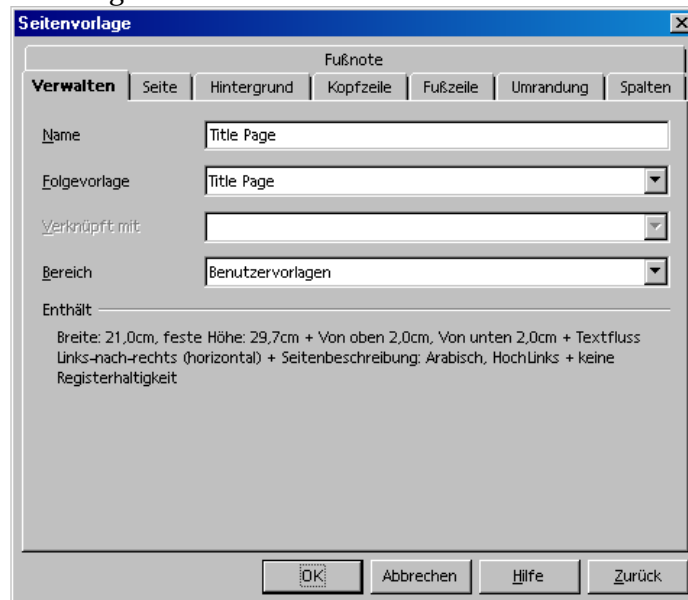 Seitenvorlage
Fußnote
Verwalten Seite Hintergrund Kopfzeile Fußzeile Umrandung Spalten
Name Title Page
Folgevorlage Title Page
Verknüpft mit
Bereich Benutzervorlagen
Enthält
Breite: 21,0cm, feste Höhe: 29,7cm + Von oben 2,0cm, Von unten 2,0cm + Textfluss
Links-nach-rechts (horizontal) + Seitenbeschreibung: Arabisch, HochLinks + keine
Registerhaltigkeit
OK Abbrechen Hilfe Zurück